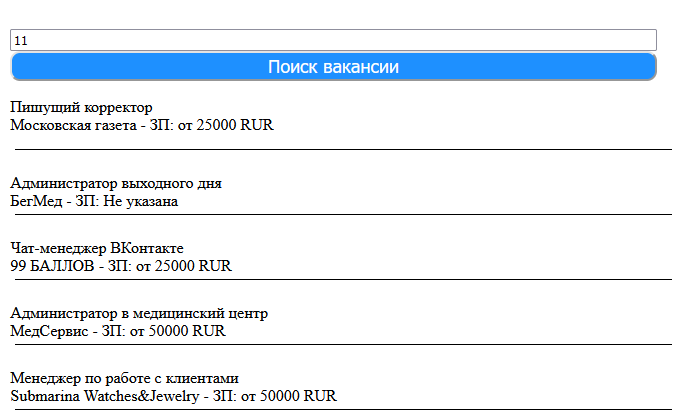 11
Поиск вакансии
Пишущий корректор
Московская газета - ЗП: от 25000 RUR
Администратор выходного дня
БегМед - ЗП: Не указана
Чат-менеджер ВКонтакте
99 БАЛЛОВ - ЗП: от 25000 RUR
Администратор в медицинский центр
МедСервис - ЗП: от 50000 RUR
Менеджер по работе с клиентами
Submarina Watches&Jewelry - ЗП: от 50000 RUR